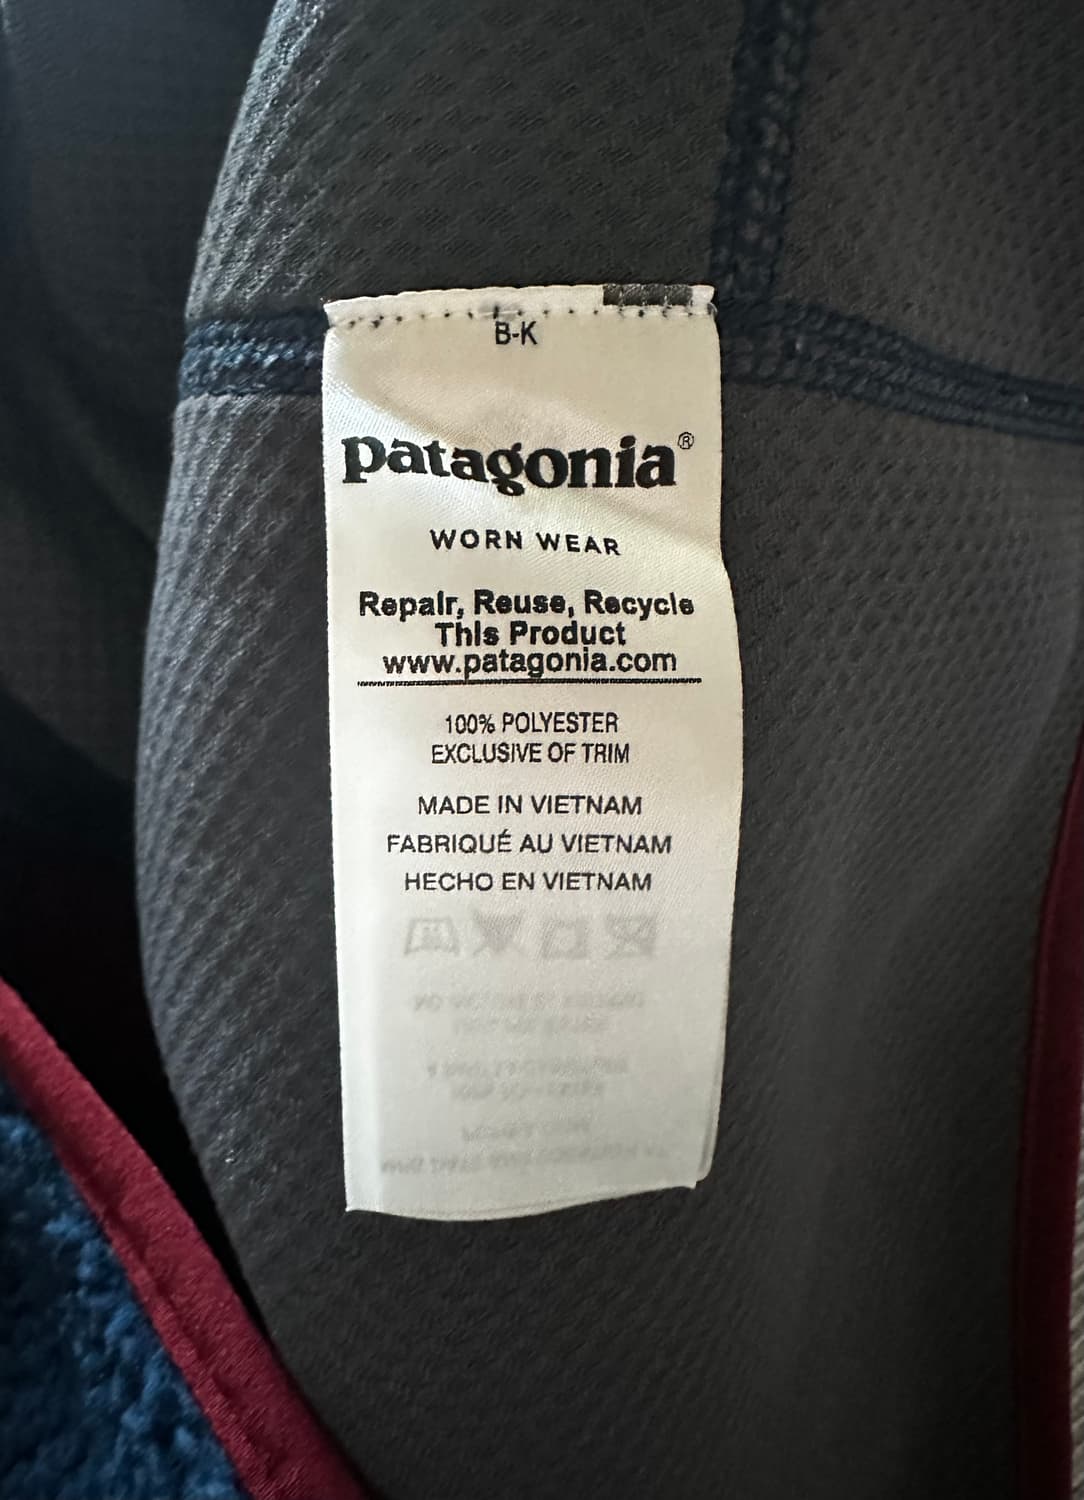 B-K
patagonia®
WORN WEAR
Repair, Reuse, Recycle
This Product
www.patagonia.com
100% POLYESTER
EXCLUSIVE OF TRIM
MADE IN VIETNAM
FABRIQUÉ AU VIETNAM
HECHO EN VIETNAM